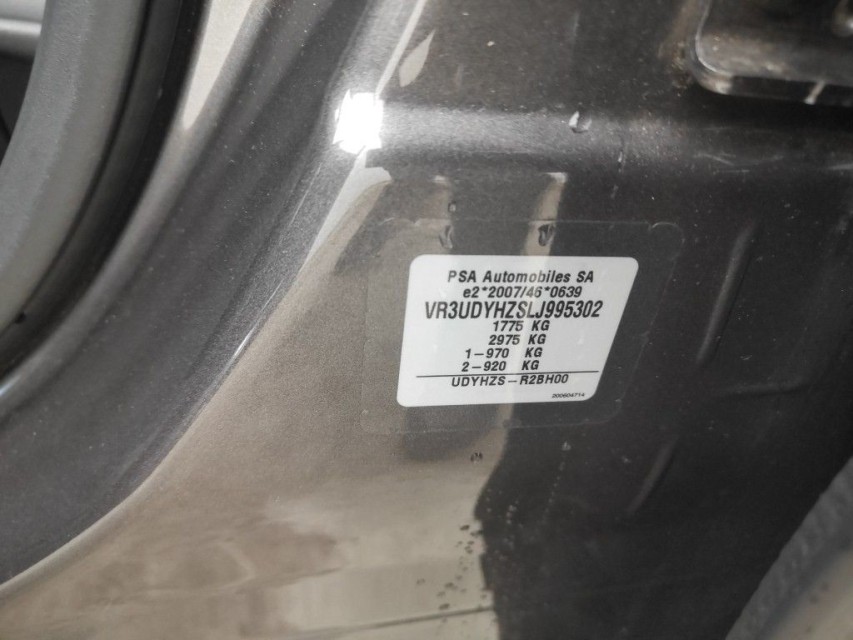 PSA Automobiles SA
e2*2007/46*0639
VR3UDYHZSLJ995302
1775 KG
2975 KG
1-970 KG
2-920 KG
UDYHZS-R2BH00
200604714